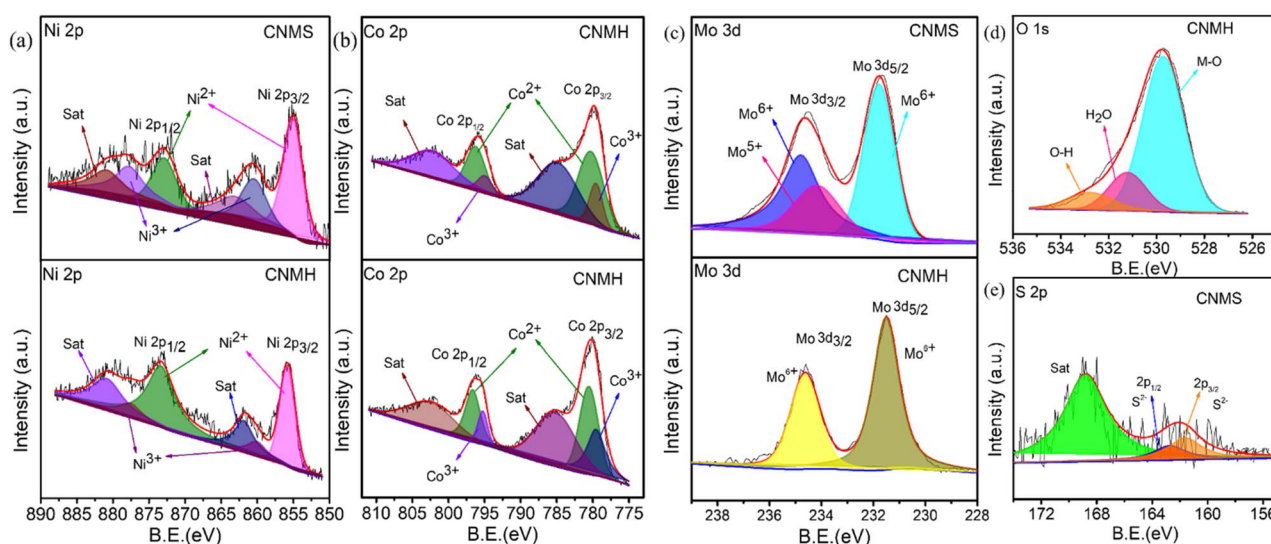 (a)
Ni 2p
CNMS
Intensity (a.u.)
Sat
Ni 2p1/2
Ni2+
Ni 2p3/2
Sat
Ni3+
Ni 2p
CNMH
Intensity (a.u.)
Sat
Ni 2p1/2
Ni2+
Ni 2p3/2
Sat
Ni3+
890 885 880 875 870 865 860 855 850
B.E.(eV)
(b)
Co 2p
CNMH
Intensity (a.u.)
Sat
Co 2p1/2
Co2+
Co 2p3/2
Sat
Co3+
Co3+
Co 2p
CNMH
Intensity (a.u.)
Sat
Co 2p1/2
Co2+
Co 2p3/2
Sat
Co3+
Co3+
810 805 800 795 790 785 780 775
B.E.(eV)
(c)
Mo 3d
CNMS
Intensity (a.u.)
Mo6+
Mo5+
Mo 3d3/2
Mo 3d5/2
Mo6+
Mo 3d
CNMH
Intensity (a.u.)
Mo 3d3/2
Mo6+
Mo 3d5/2
Mo6+
238 236 234 232 230 228
B.E.(eV)
(d)
O 1s
CNMH
Intensity (a.u.)
M-O
H2O
O-H
536 534 532 530 528 526
B.E.(eV)
(e)
S 2p
CNMS
Intensity (a.u.)
Sat
2p1/2
S2-
2p3/2
S2-
172 168 164 160 156
B.E.(eV)